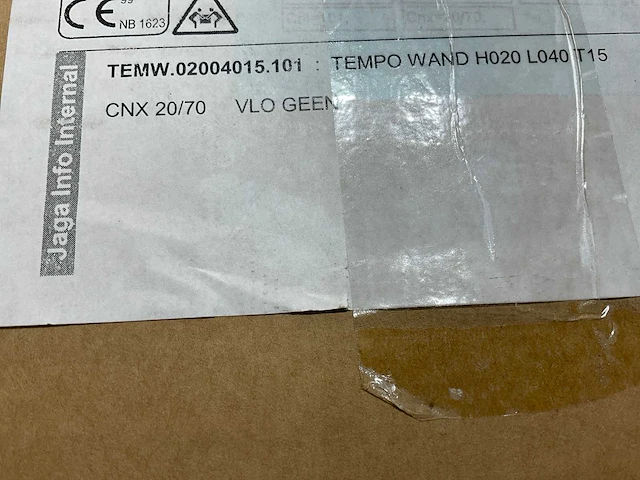 CE
99
NB 1623
TEMW.02004015.101 : TEMPO WAND H020 L040 T15
CNX 20/70 VLO GEEN
Jaga Info Internal